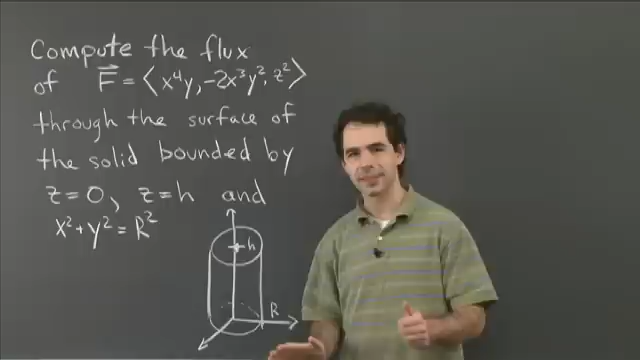 Compute the flux
of F⃗ = ⟨x⁴y, -2x³y², z²⟩
through the surface of
the solid bounded by
z=0, z=h and
x²+y²=R²
h
R